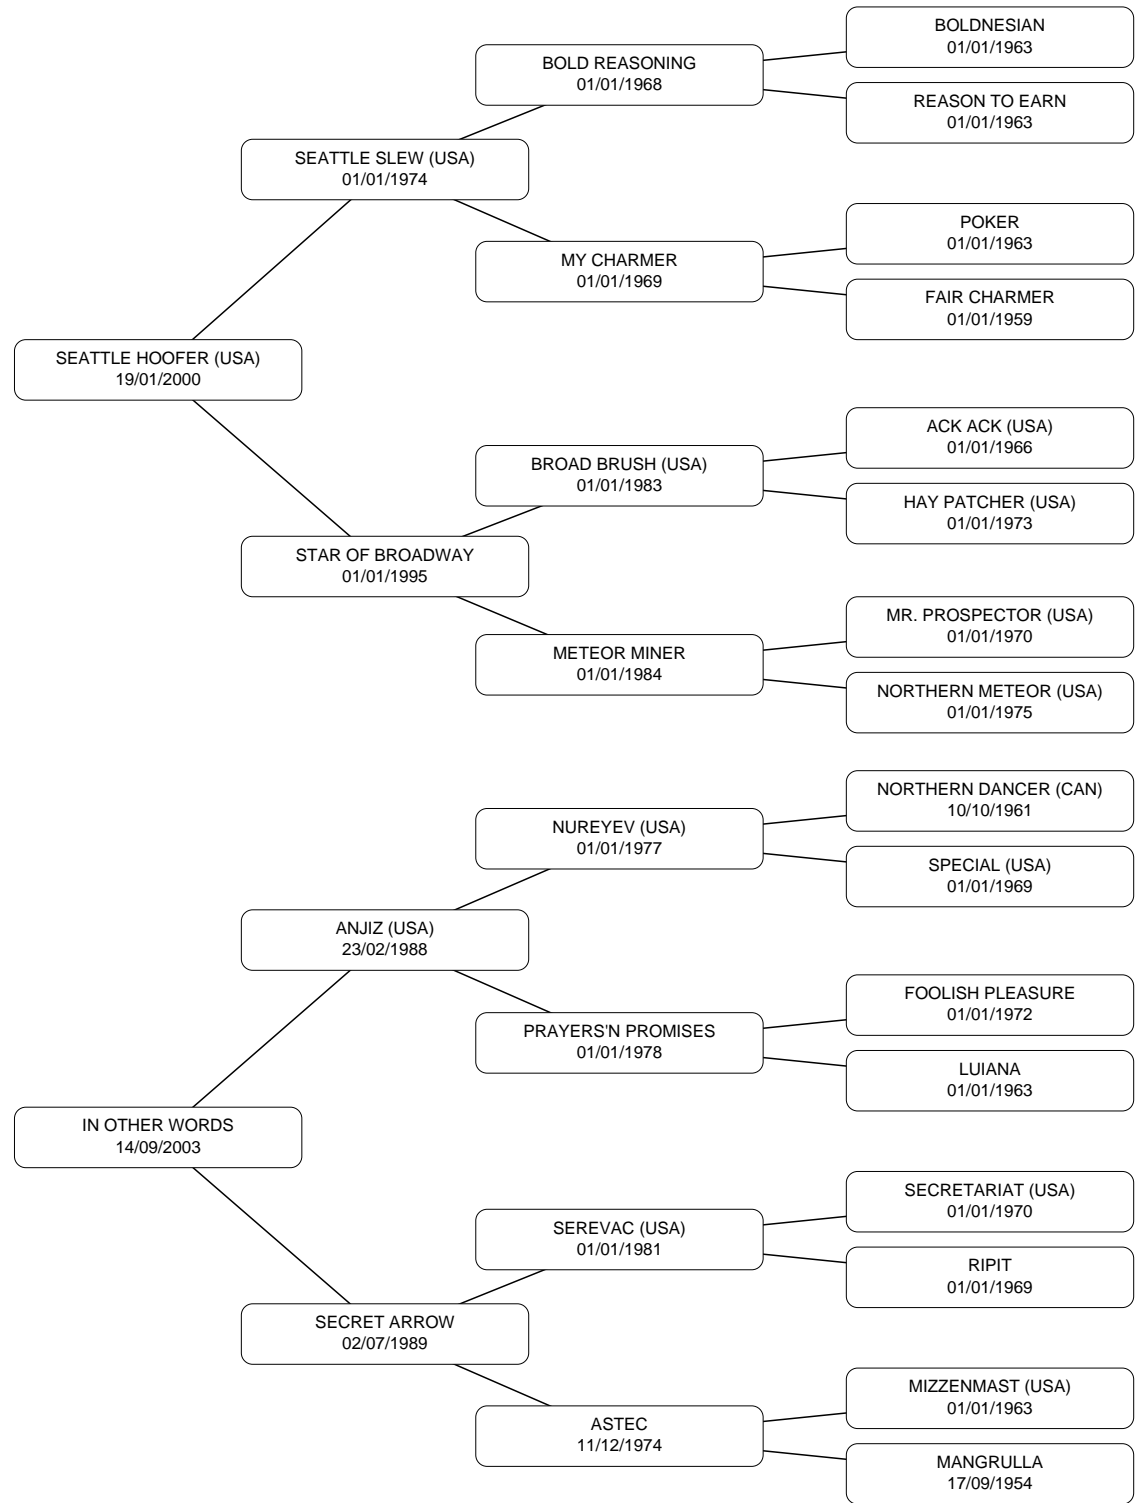 BOLDNESIAN
01/01/1963
BOLD REASONING
01/01/1968
REASON TO EARN
01/01/1963
SEATTLE SLEW (USA)
01/01/1974
POKER
01/01/1963
MY CHARMER
01/01/1969
FAIR CHARMER
01/01/1959
SEATTLE HOOFER (USA)
19/01/2000
ACK ACK (USA)
01/01/1966
BROAD BRUSH (USA)
01/01/1983
HAY PATCHER (USA)
01/01/1973
STAR OF BROADWAY
01/01/1995
MR. PROSPECTOR (USA)
01/01/1970
METEOR MINER
01/01/1984
NORTHERN METEOR (USA)
01/01/1975
NORTHERN DANCER (CAN)
10/10/1961
NUREYEV (USA)
01/01/1977
SPECIAL (USA)
01/01/1969
ANJIZ (USA)
23/02/1988
FOOLISH PLEASURE
01/01/1972
PRAYERS'N PROMISES
01/01/1978
LUIANA
01/01/1963
IN OTHER WORDS
14/09/2003
SECRETARIAT (USA)
01/01/1970
SEREVAC (USA)
01/01/1981
RIPIT
01/01/1969
SECRET ARROW
02/07/1989
MIZZENMAST (USA)
01/01/1963
ASTEC
11/12/1974
MANGRULLA
17/09/1954